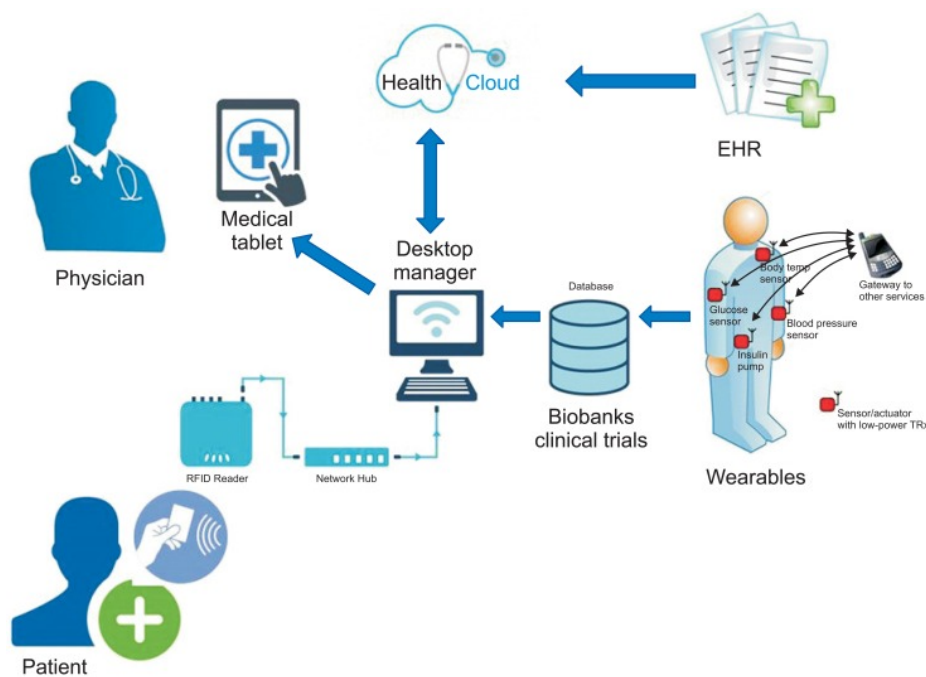 Health Cloud
EHR
Medical
tablet
Physician
Desktop
manager
Database
Body temp
sensor
Gateway to
other services
Glucose
sensor
Blood pressure
sensor
Insulin
pump
Biobanks
clinical trials
Sensor/actuator
with low-power TRx
Wearables
RFID Reader
Network Hub
Patient